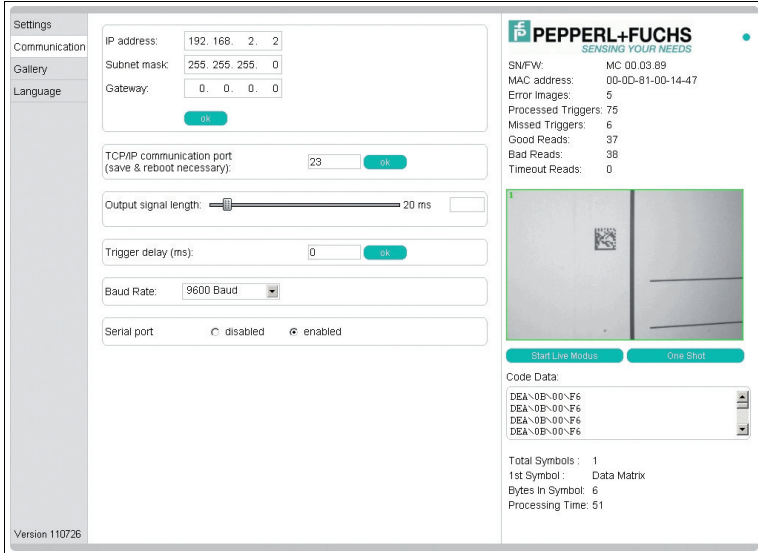 Settings
Communication
Gallery
Language
Version 110726
IP address: 192. 168. 2. 2
Subnet mask: 255. 255. 255. 0
Gateway: 0. 0. 0. 0
ok
TCP/IP communication port
(save & reboot necessary): 23 ok
Output signal length: 20 ms
Trigger delay (ms): 0 ok
Baud Rate: 9600 Baud
Serial port disabled enabled
PEPPERL+FUCHS
SENSING YOUR NEEDS
SN/FW: MC 00.03.89
MAC address: 00-0D-81-00-14-47
Error Images: 5
Processed Triggers: 75
Missed Triggers: 6
Good Reads: 37
Bad Reads: 38
Timeout Reads: 0
1
Start Live Modus One Shot
Code Data:
DEA\0B\00\F6
DEA\0B\00\F6
DEA\0B\00\F6
DEA\0B\00\F6
Total Symbols : 1
1st Symbol : Data Matrix
Bytes In Symbol: 6
Processing Time: 51